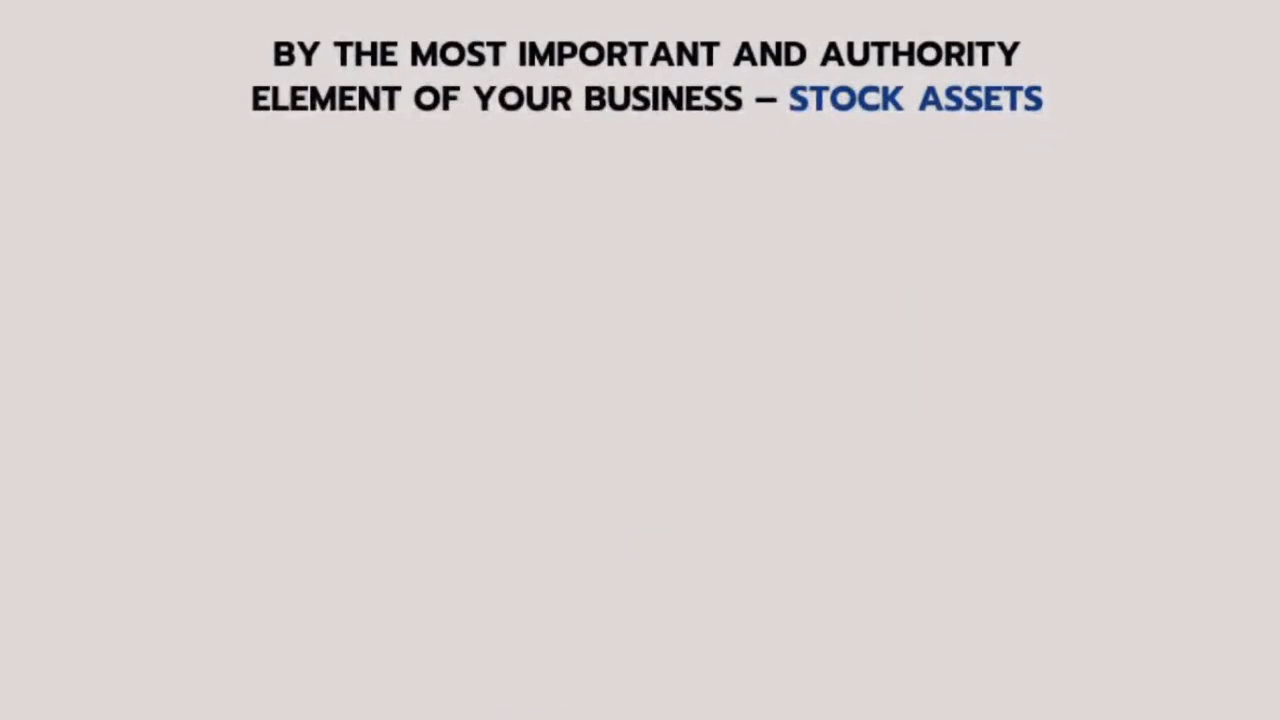 BY THE MOST IMPORTANT AND AUTHORITY
ELEMENT OF YOUR BUSINESS – STOCK ASSETS